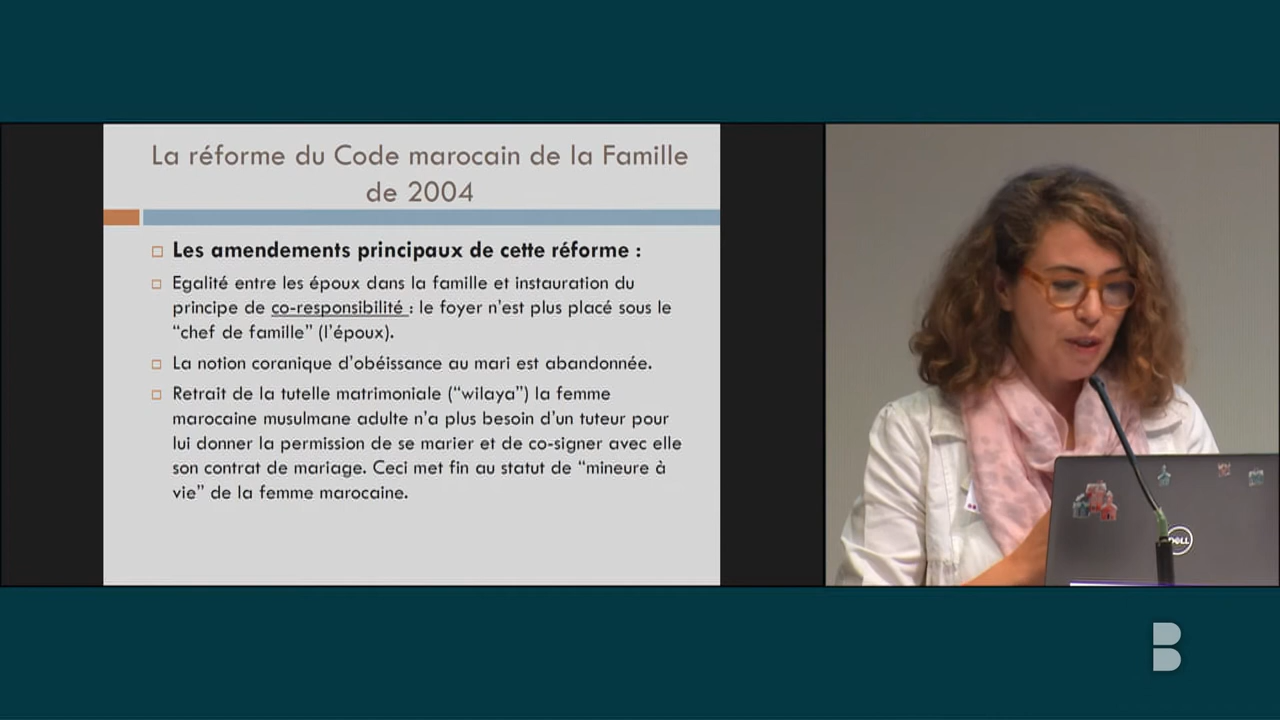 La réforme du Code marocain de la Famille
de 2004
Les amendements principaux de cette réforme :
Egalité entre les époux dans la famille et instauration du
principe de co-responsibilité : le foyer n’est plus placé sous le
“chef de famille” (l’époux).
La notion coranique d’obéissance au mari est abandonnée.
Retrait de la tutelle matrimoniale (“wilaya”) la femme
marocaine musulmane adulte n’a plus besoin d’un tuteur pour
lui donner la permission de se marier et de co-signer avec elle
son contrat de mariage. Ceci met fin au statut de “mineure à
vie” de la femme marocaine.
DELL
B